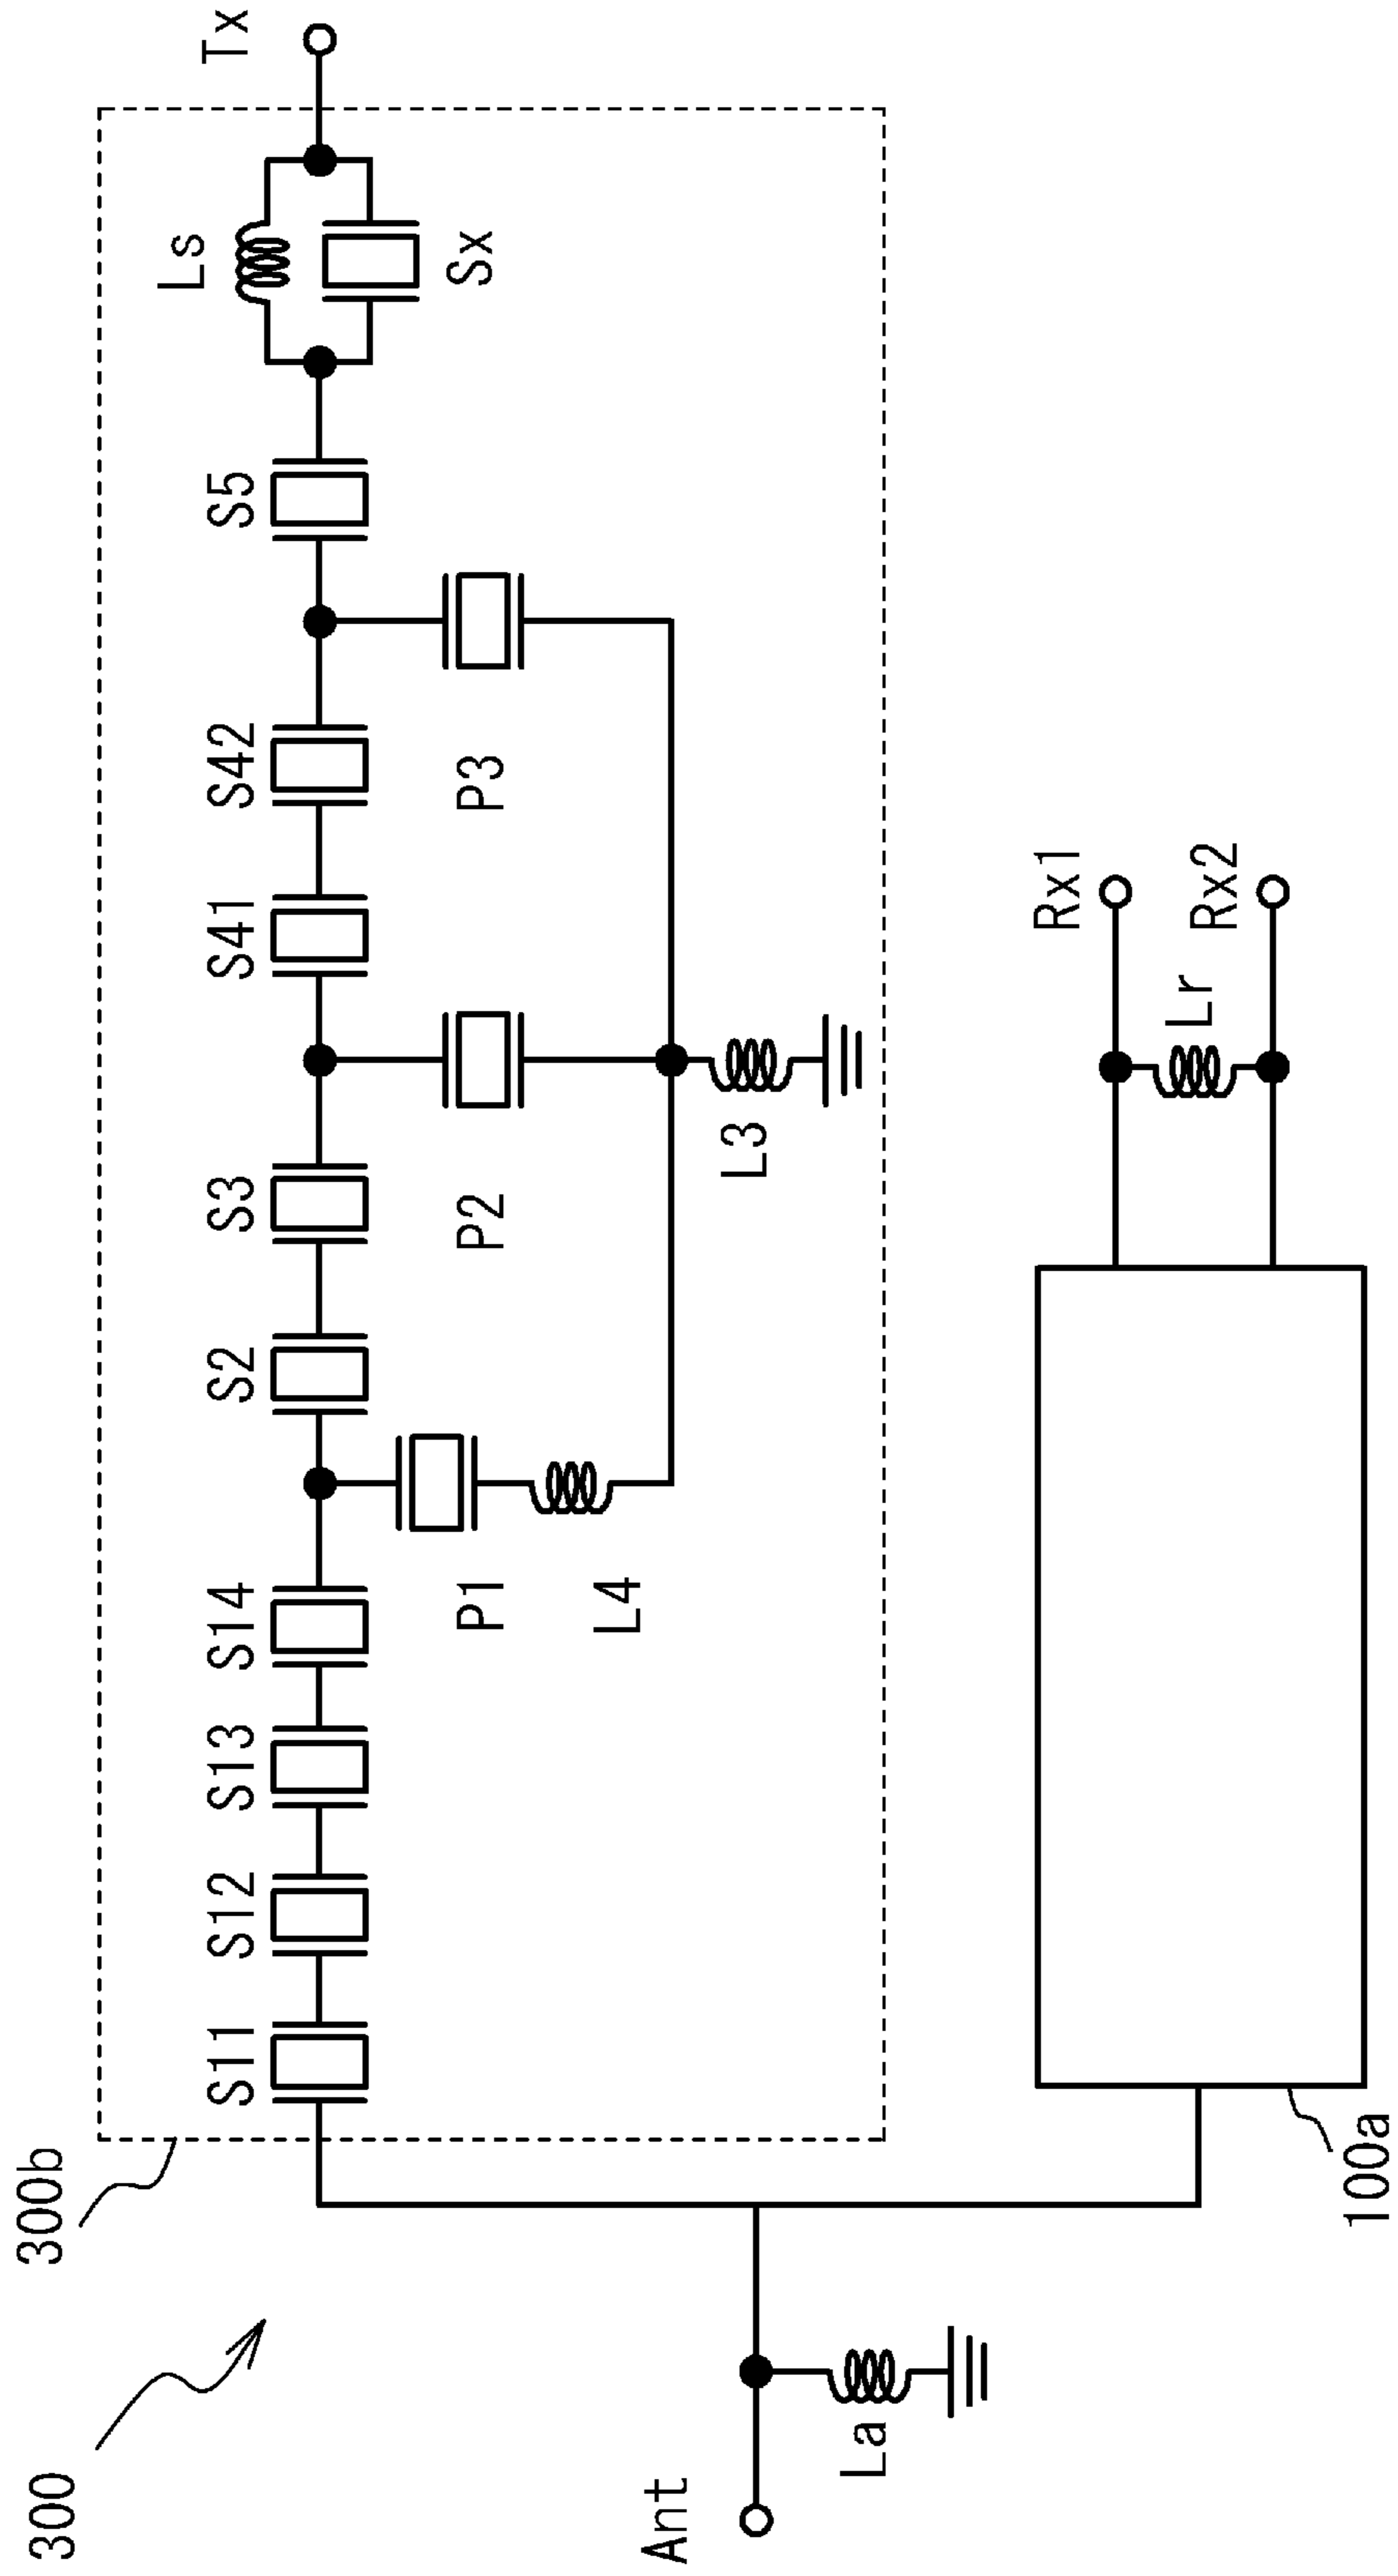 300
300b
S11
S12
S13
S14
S2
S3
S41
S42
S5
Ls
Sx
Tx
P1
L4
P2
P3
L3
Ant
La
100a
Rx1
Lr
Rx2